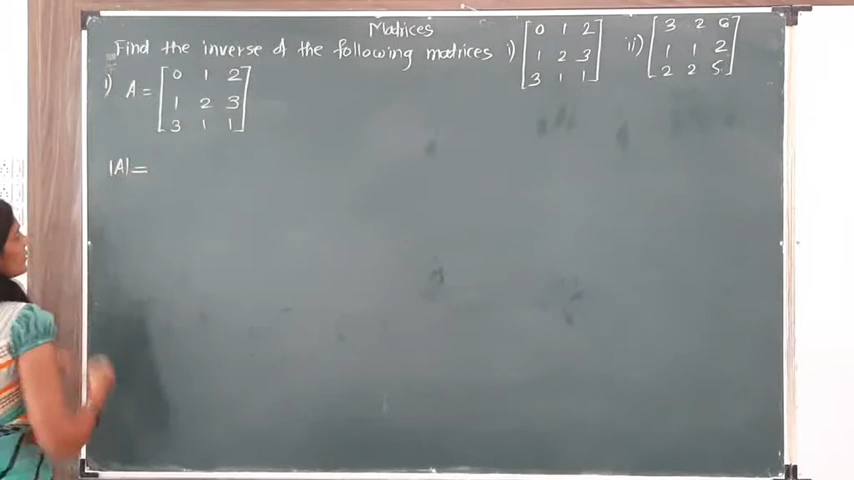 Matrices
Find the inverse of the following matrices i) [0 1 2 ii) [3 2 6
1 2 3 1 1 2
3 1 1] 2 2 5]
i) A = [0 1 2
1 2 3
3 1 1]
|A| =